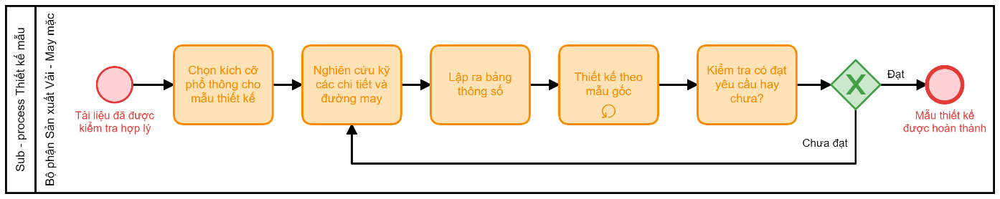 Sub - process Thiết kế mẫu
Bộ phận Sản xuất Vải - May mặc
Tài liệu đã được
kiểm tra hợp lý
Chọn kích cỡ
phổ thông cho
mẫu thiết kế
Nghiên cứu kỹ
các chi tiết và
đường may
Lập ra bảng
thông số
Thiết kế theo
mẫu gốc
Kiểm tra có đạt
yêu cầu hay
chưa?
X
Đạt
Chưa đạt
Mẫu thiết kế
được hoàn thành